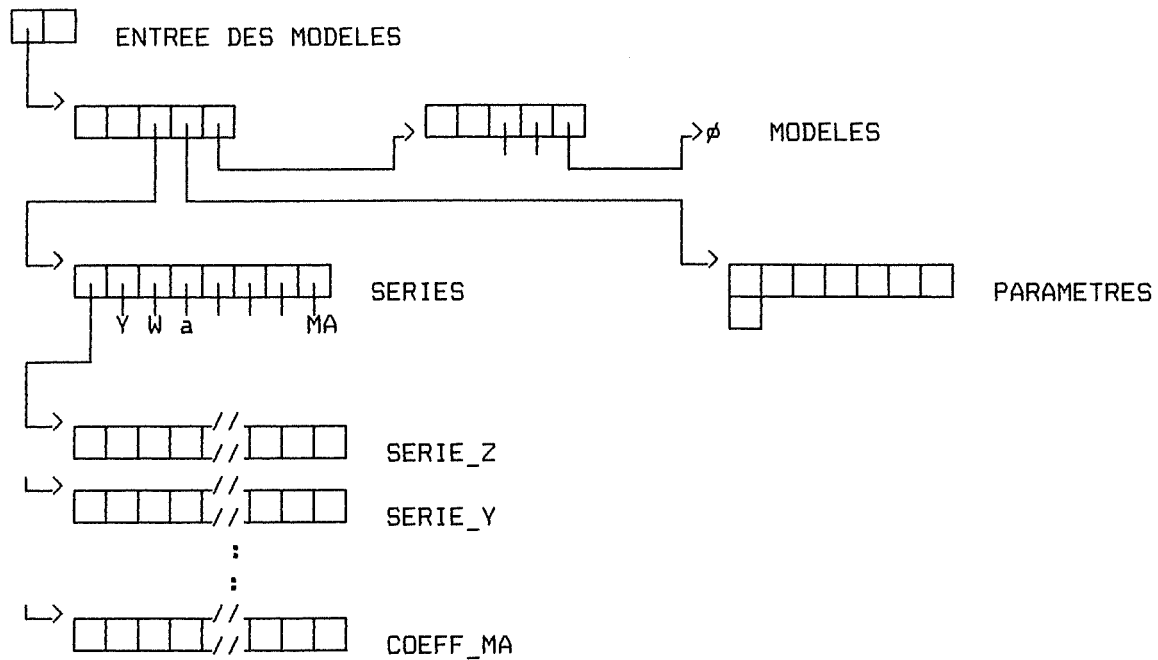 ENTREE DES MODELES
ø MODELES
SERIES
Y W a MA
PARAMETRES
// //
SERIE_Z
// //
SERIE_Y
:
:
// //
COEFF_MA